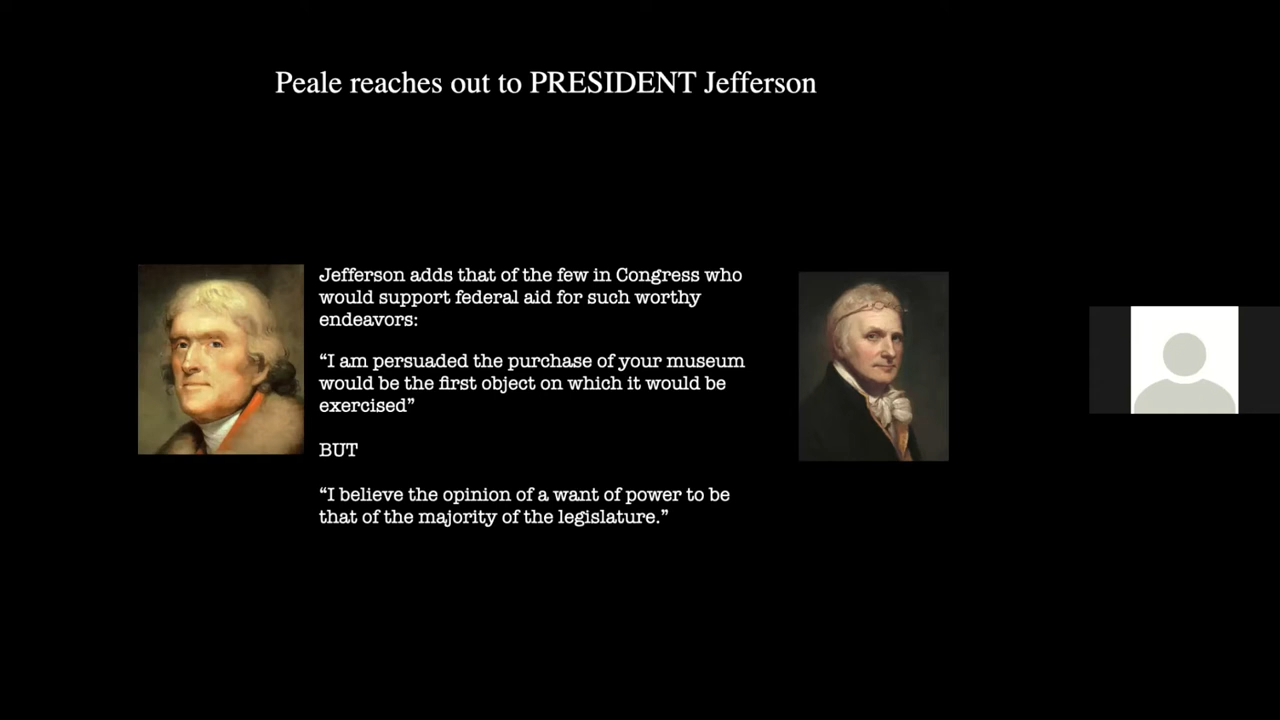 Peale reaches out to PRESIDENT Jefferson
Jefferson adds that of the few in Congress who
would support federal aid for such worthy
endeavors:
“I am persuaded the purchase of your museum
would be the first object on which it would be
exercised”
BUT
“I believe the opinion of a want of power to be
that of the majority of the legislature.”